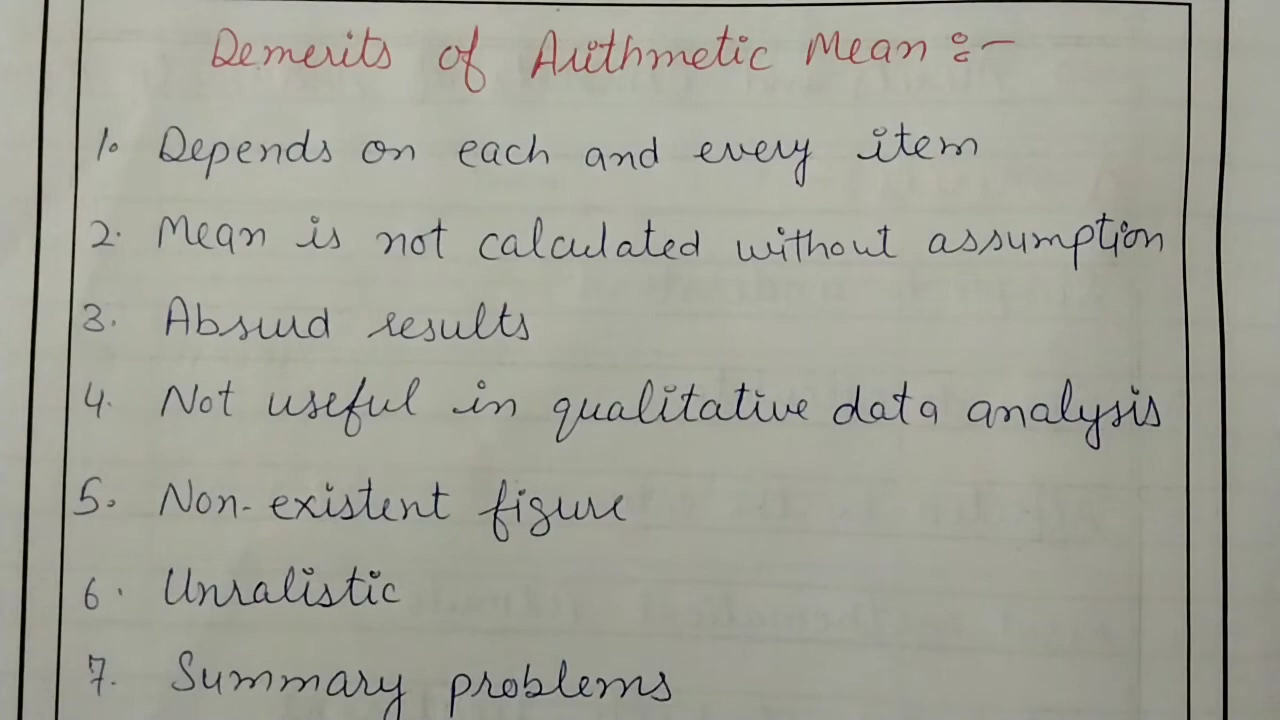 Demerits of Arithmetic Mean :-
1. Depends on each and every item
2. Mean is not calculated without assumption
3. Absurd results
4. Not useful in qualitative data analysis
5. Non-existent figure
6. Unralistic
7. Summary problems